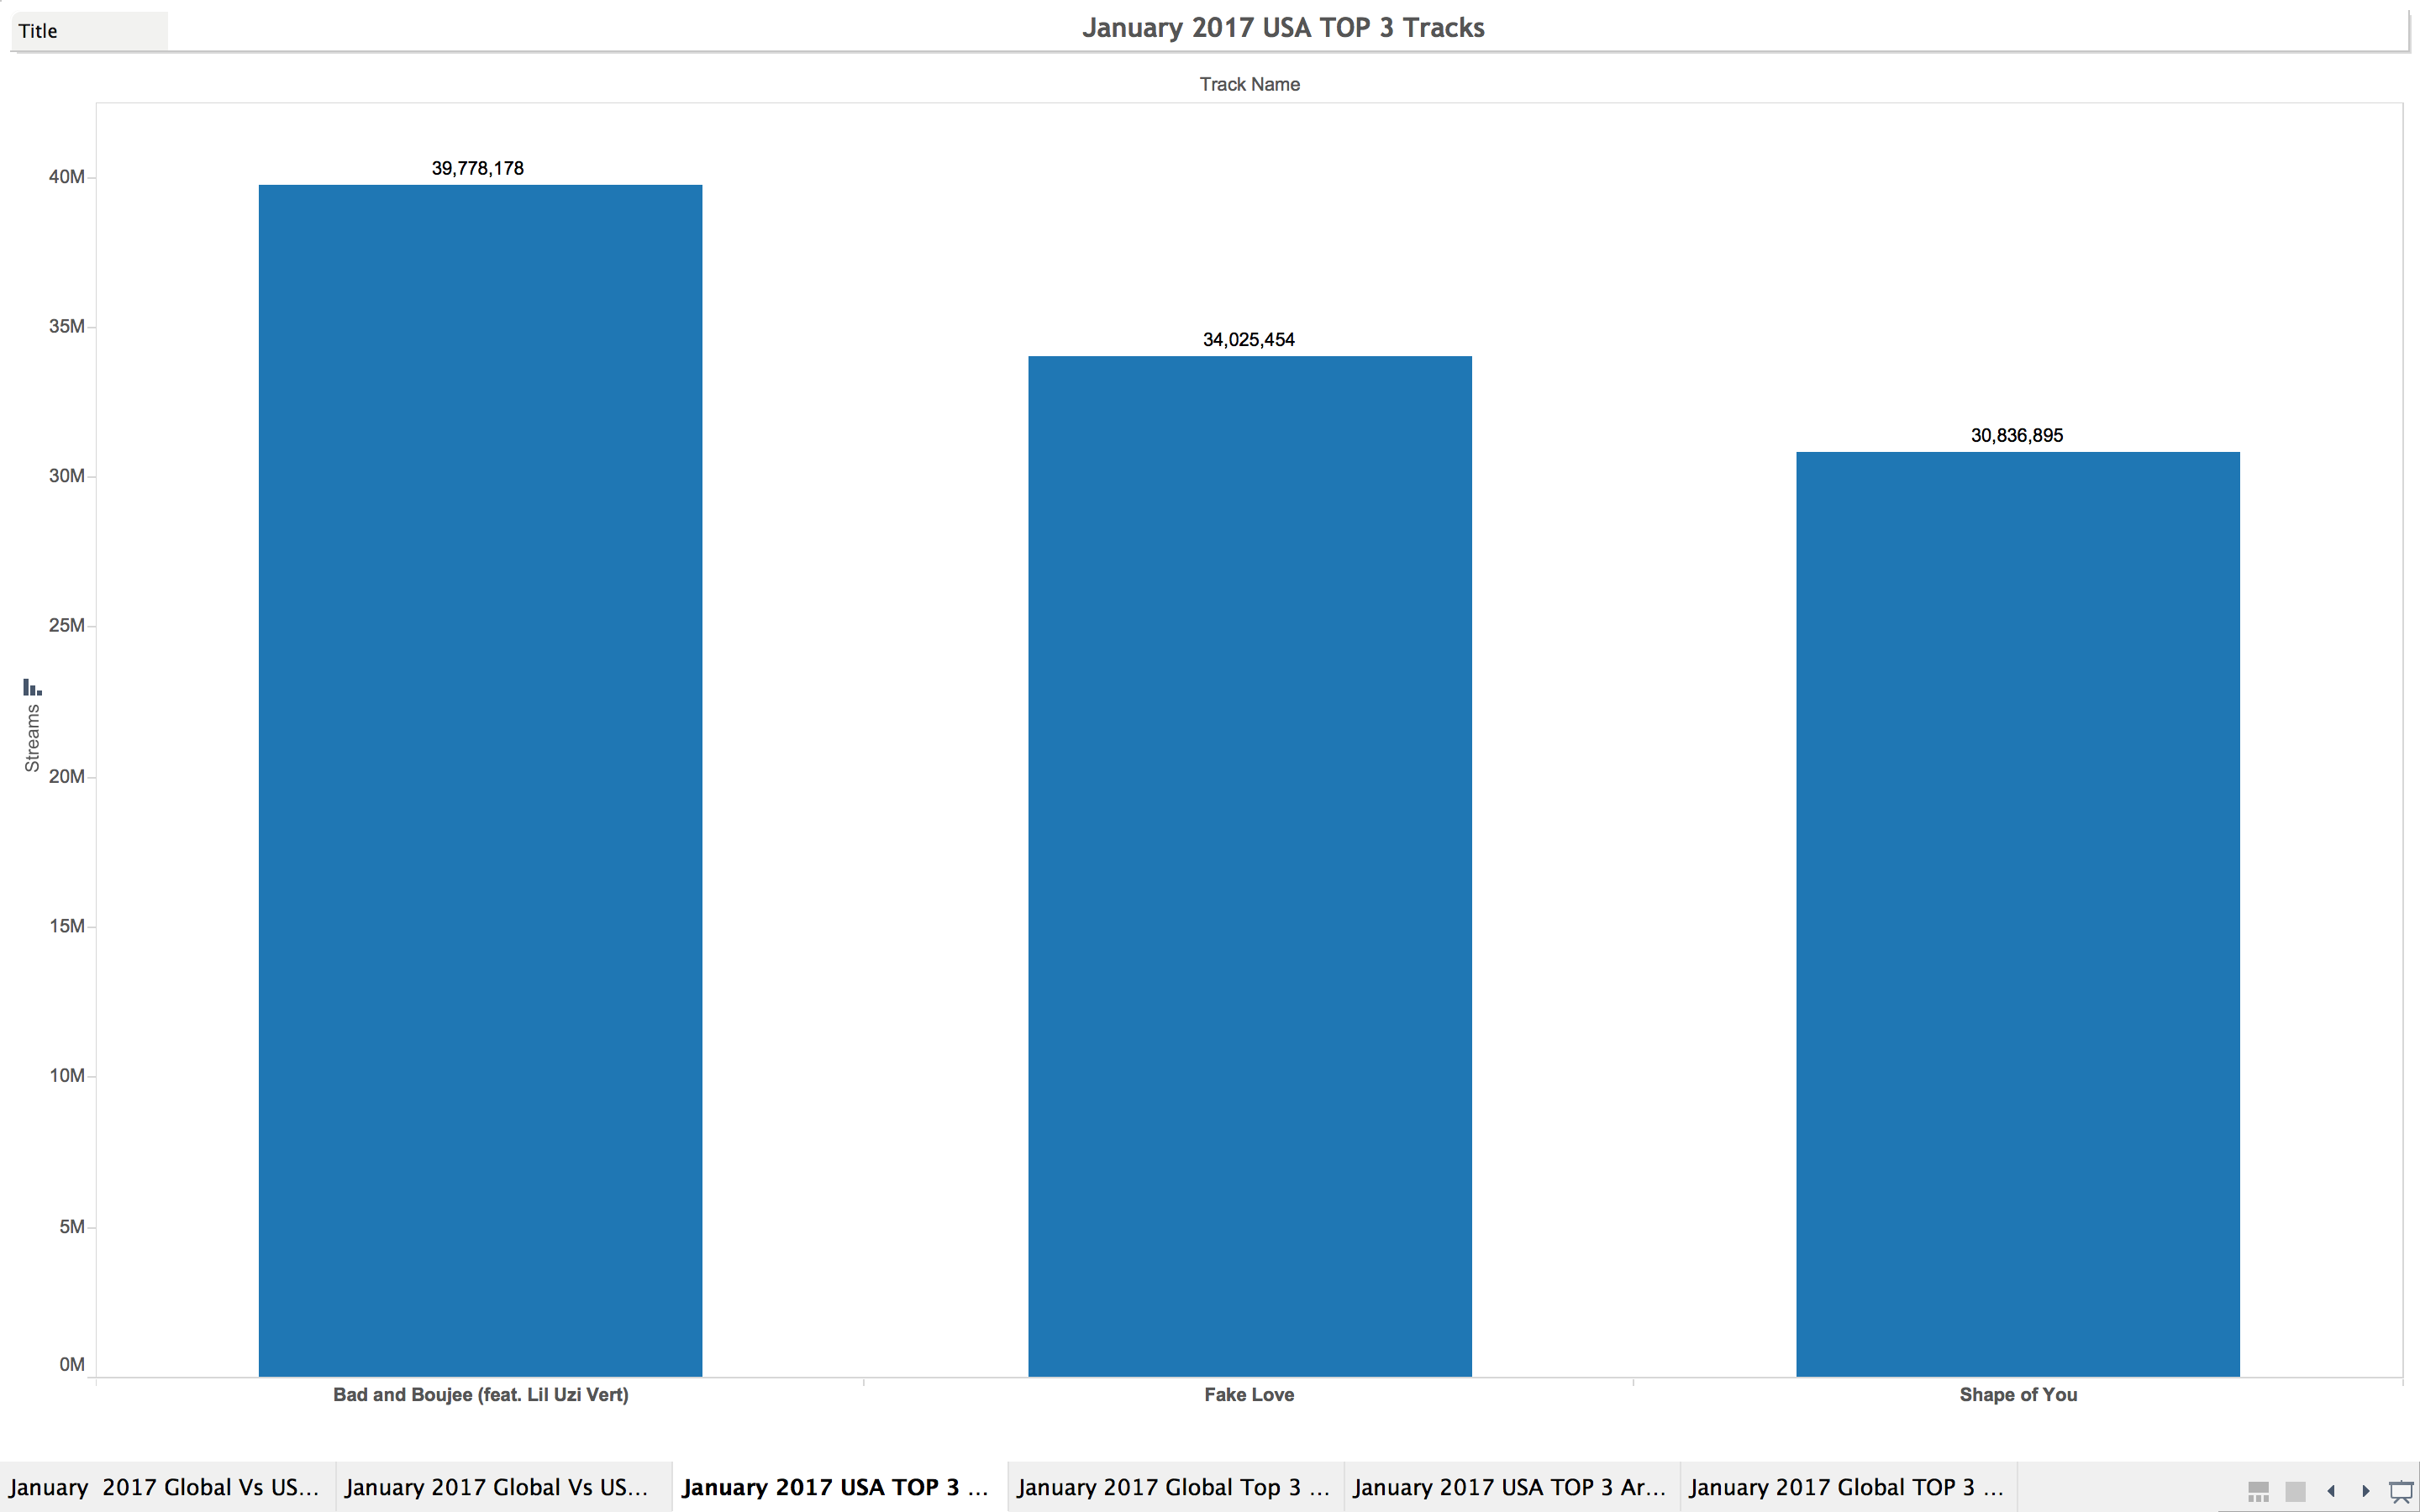 Title
January 2017 USA TOP 3 Tracks
Track Name
39,778,178
34,025,454
30,836,895
40M
35M
30M
25M
20M
15M
10M
5M
0M
Streams
Bad and Boujee (feat. Lil Uzi Vert)
Fake Love
Shape of You
January  2017 Global Vs US...
January 2017 Global Vs US...
January 2017 USA TOP 3 ...
January 2017 Global Top 3 ...
January 2017 USA TOP 3 Ar...
January 2017 Global TOP 3 ...